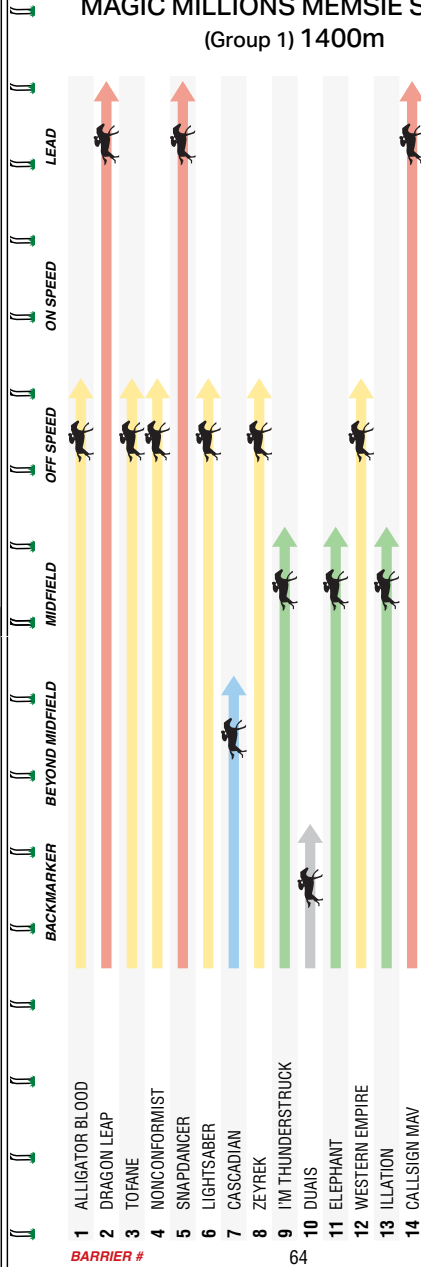 MAGIC MILLIONS MEMSIE S
(Group 1) 1400m
LEAD
ON SPEED
OFF SPEED
MIDFIELD
BEYOND MIDFIELD
BACKMARKER
1 ALLIGATOR BLOOD
2 DRAGON LEAP
3 TOFANE
4 NONCONFORMIST
5 SNAPDANCER
6 LIGHTSABER
7 CASCADIAN
8 ZEYREK
9 I'M THUNDERSTRUCK
10 DUAIS
11 ELEPHANT
12 WESTERN EMPIRE
13 ILLATION
14 CALLSIGN MAV
BARRIER #
64